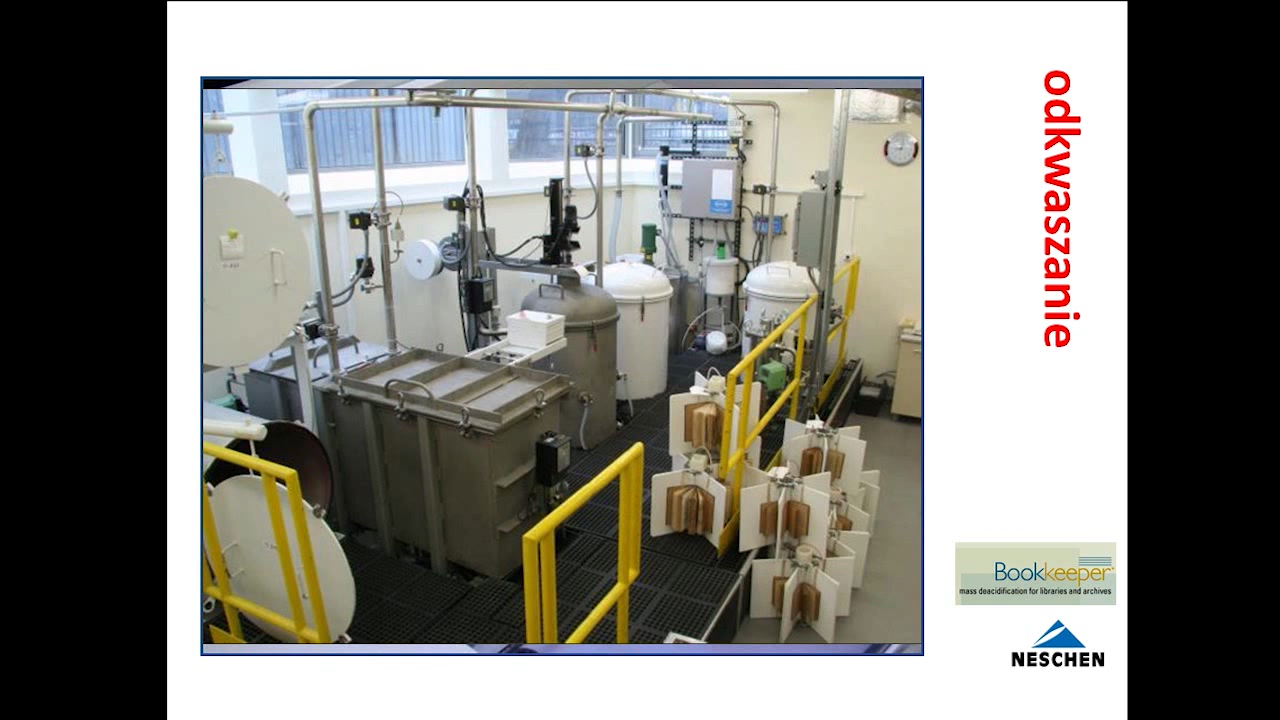 odkwaszanie
Bookkeeper
mass deacidification for libraries and archives
NESCHEN